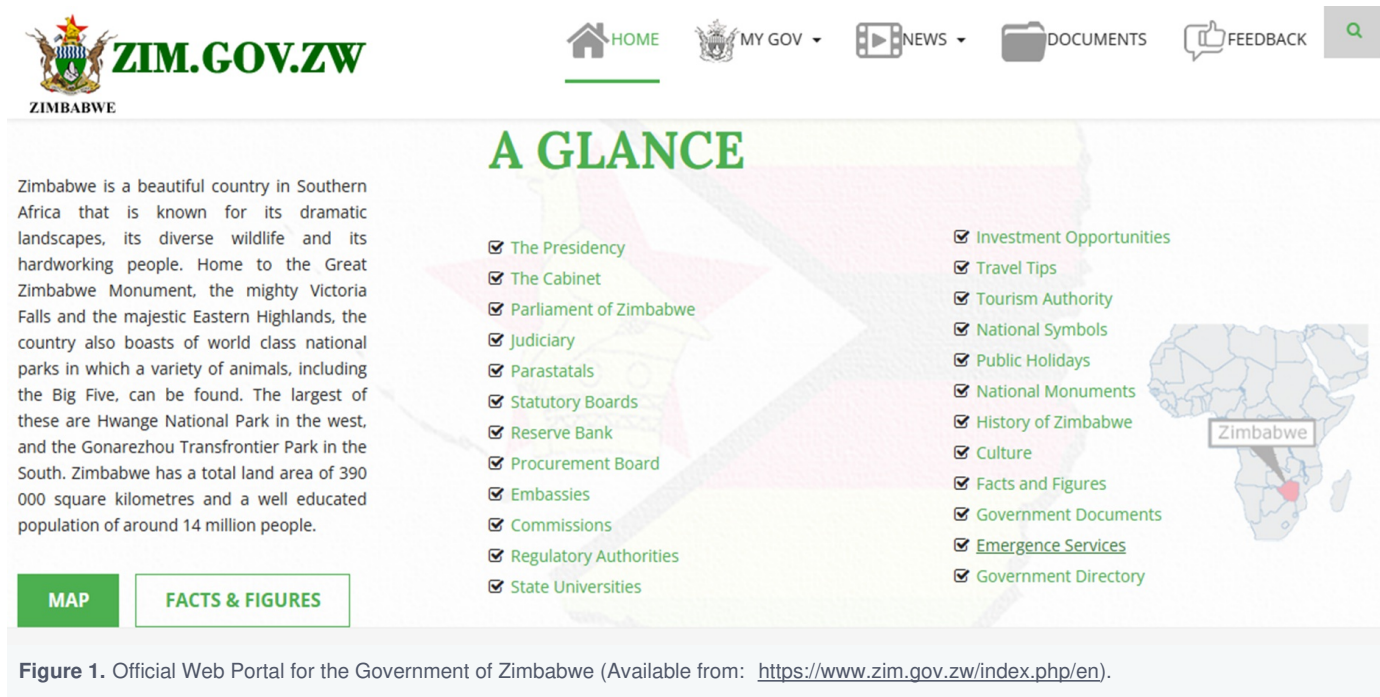 ZIM.GOV.ZW
ZIMBABWE
HOME
MY GOV
NEWS
DOCUMENTS
FEEDBACK
A GLANCE
Zimbabwe is a beautiful country in Southern
Africa that is known for its dramatic
landscapes, its diverse wildlife and its
hardworking people. Home to the Great
Zimbabwe Monument, the mighty Victoria
Falls and the majestic Eastern Highlands, the
country also boasts of world class national
parks in which a variety of animals, including
the Big Five, can be found. The largest of
these are Hwange National Park in the west,
and the Gonarezhou Transfrontier Park in the
South. Zimbabwe has a total land area of 390
000 square kilometres and a well educated
population of around 14 million people.
MAP
FACTS & FIGURES
The Presidency
The Cabinet
Parliament of Zimbabwe
Judiciary
Parastatals
Statutory Boards
Reserve Bank
Procurement Board
Embassies
Commissions
Regulatory Authorities
State Universities
Investment Opportunities
Travel Tips
Tourism Authority
National Symbols
Public Holidays
National Monuments
History of Zimbabwe
Culture
Facts and Figures
Government Documents
Emergence Services
Government Directory
Zimbabwe
Figure 1. Official Web Portal for the Government of Zimbabwe (Available from: https://www.zim.gov.zw/index.php/en).